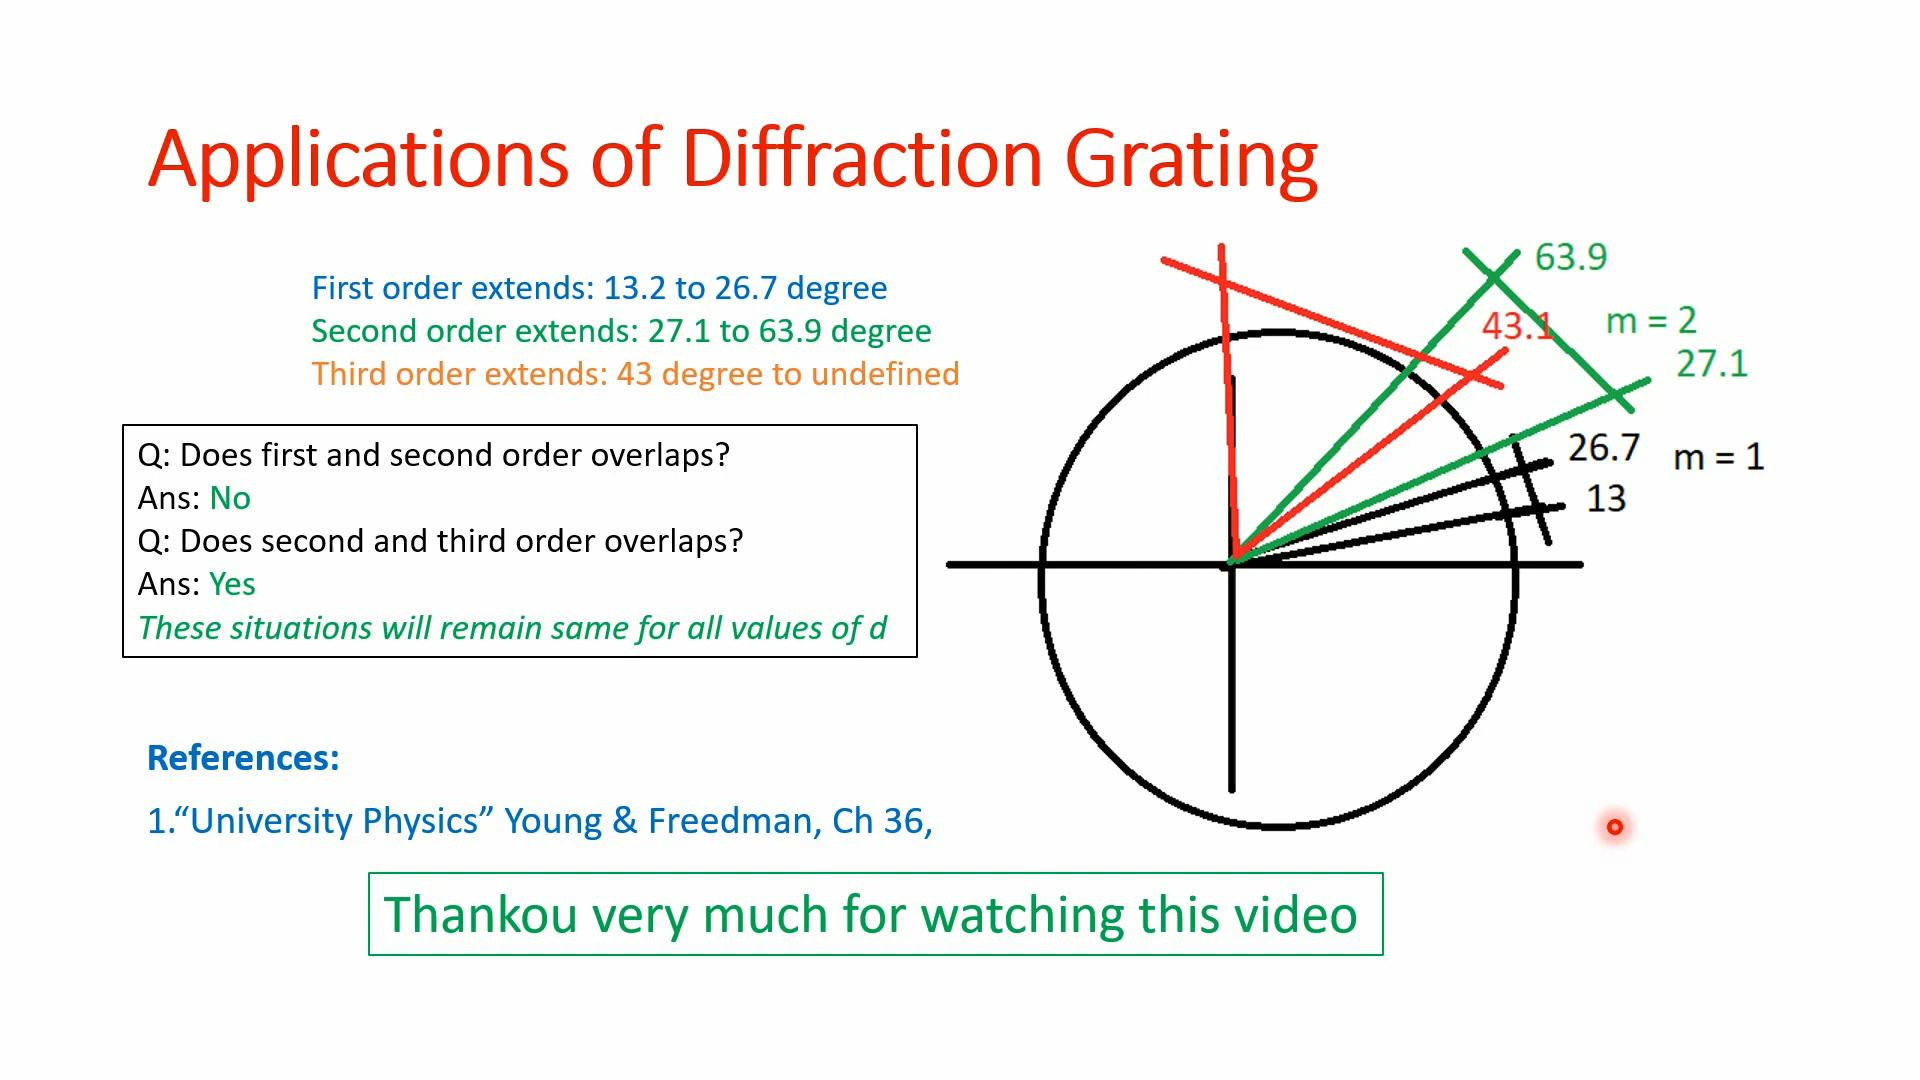 Applications of Diffraction Grating
First order extends: 13.2 to 26.7 degree
Second order extends: 27.1 to 63.9 degree
Third order extends: 43 degree to undefined
Q: Does first and second order overlaps?
Ans: No
Q: Does second and third order overlaps?
Ans: Yes
These situations will remain same for all values of d
63.9
43.1
m = 2
27.1
26.7
m = 1
13
References:
1.“University Physics” Young & Freedman, Ch 36,
Thankou very much for watching this video